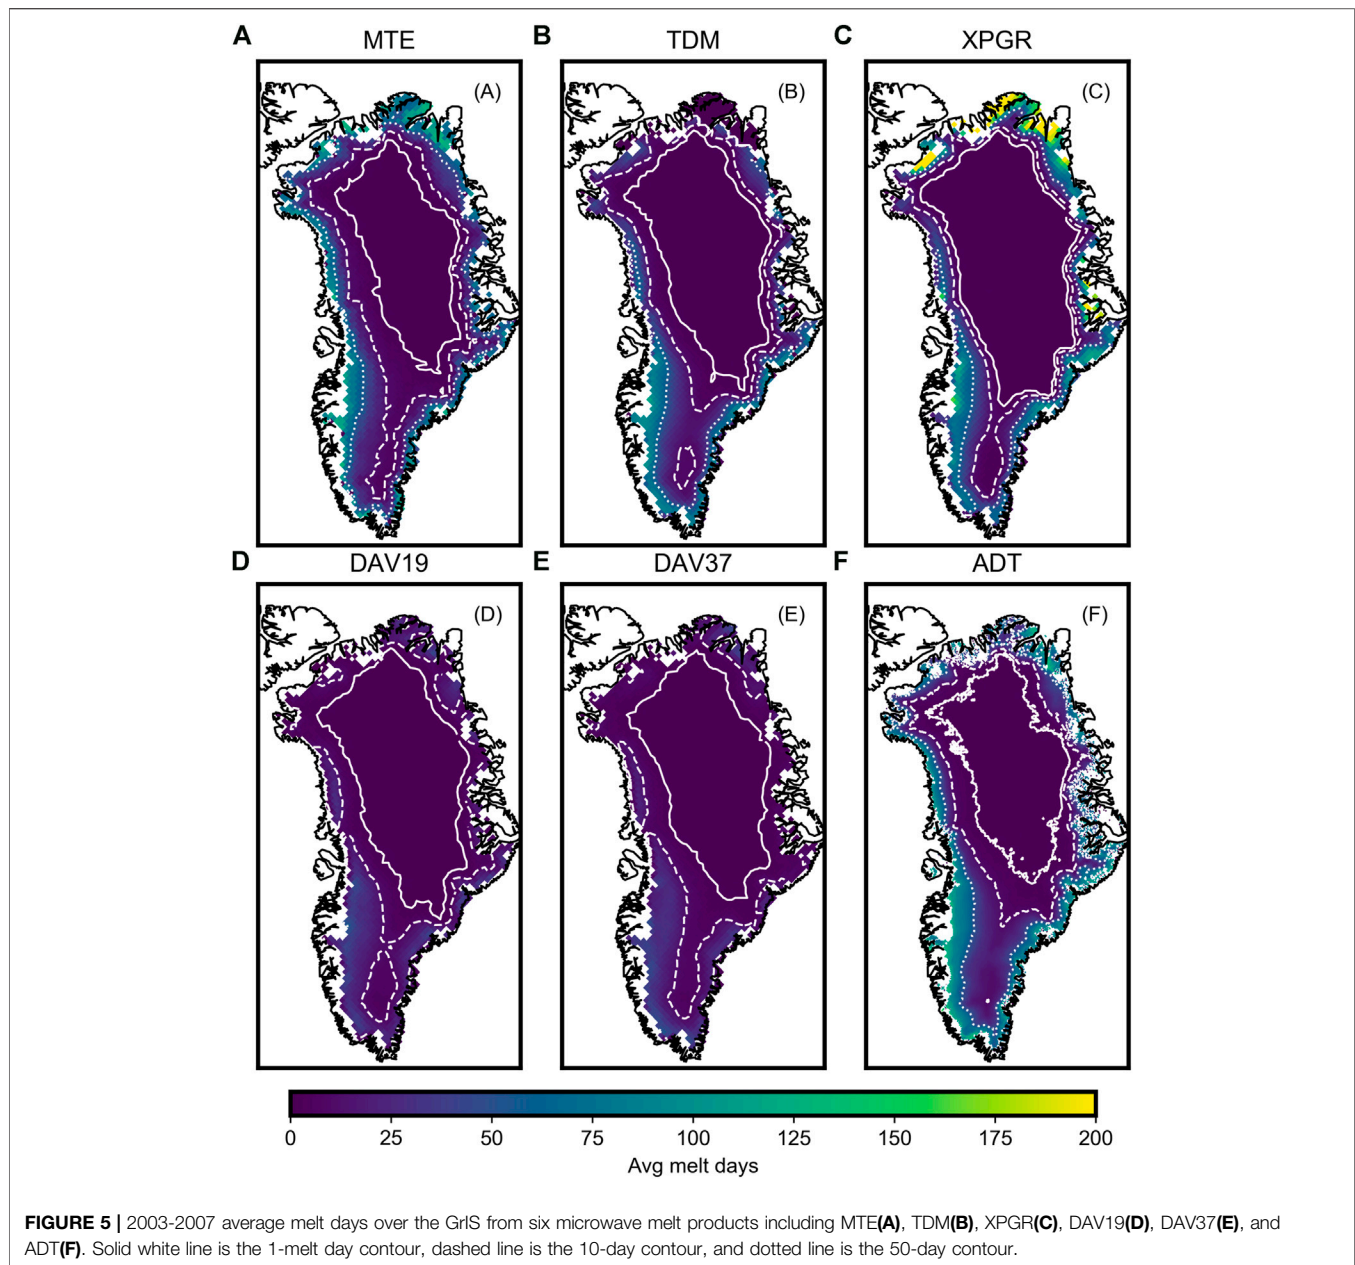 A MTE B TDM C XPGR
(A) (B) (C)
D DAV19 E DAV37 F ADT
(D) (E) (F)
0 25 50 75 100 125 150 175 200
Avg melt days
FIGURE 5 | 2003-2007 average melt days over the GrIS from six microwave melt products including MTE(A), TDM(B), XPGR(C), DAV19(D), DAV37(E), and
ADT(F). Solid white line is the 1-melt day contour, dashed line is the 10-day contour, and dotted line is the 50-day contour.